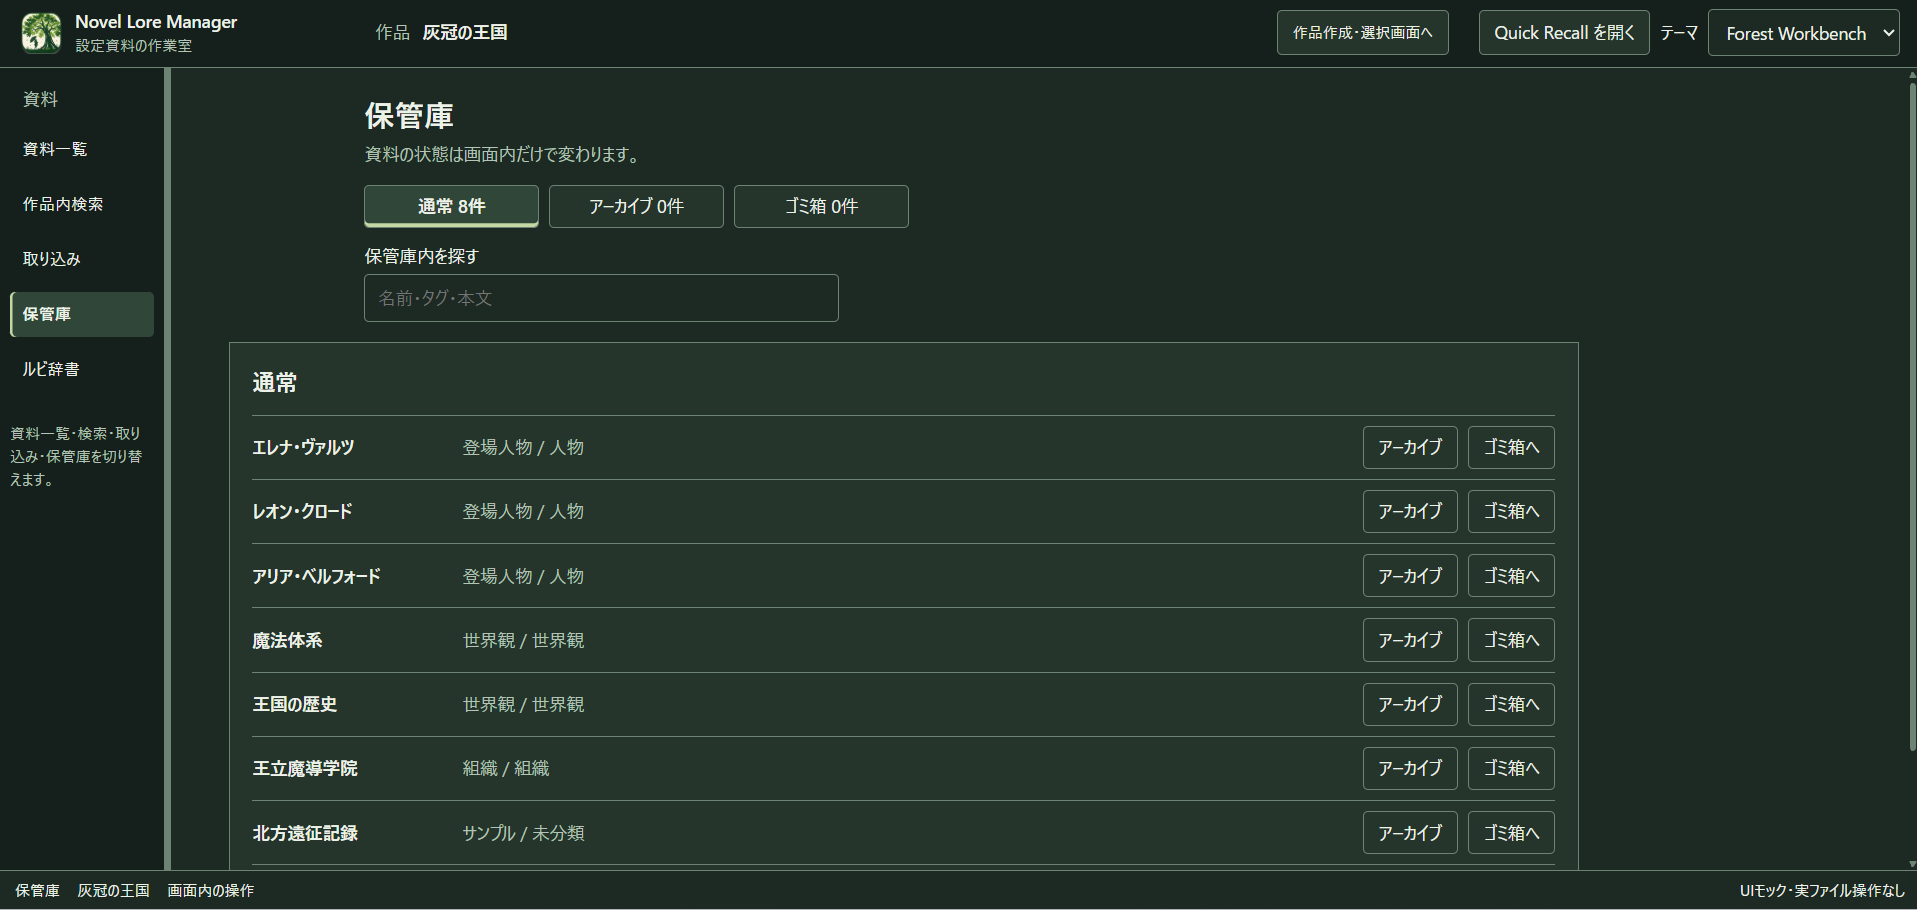 Novel Lore Manager
設定資料の作業室
作品 灰冠の王国
作品作成・選択画面へ
Quick Recall を開く
テーマ
Forest Workbench
資料
資料一覧
作品内検索
取り込み
保管庫
ルビ辞書
資料一覧・検索・取り
込み・保管庫を切り替
えます。
保管庫
資料の状態は画面内だけで変わります。
通常 8件
アーカイブ 0件
ゴミ箱 0件
保管庫内を探す
名前・タグ・本文
通常
エレナ・ヴァルツ 登場人物 / 人物 アーカイブ ゴミ箱へ
レオン・クロード 登場人物 / 人物 アーカイブ ゴミ箱へ
アリア・ベルフォード 登場人物 / 人物 アーカイブ ゴミ箱へ
魔法体系 世界観 / 世界観 アーカイブ ゴミ箱へ
王国の歴史 世界観 / 世界観 アーカイブ ゴミ箱へ
王立魔導学院 組織 / 組織 アーカイブ ゴミ箱へ
北方遠征記録 サンプル / 未分類 アーカイブ ゴミ箱へ
保管庫 灰冠の王国 画面内の操作
UIモック・実ファイル操作なし